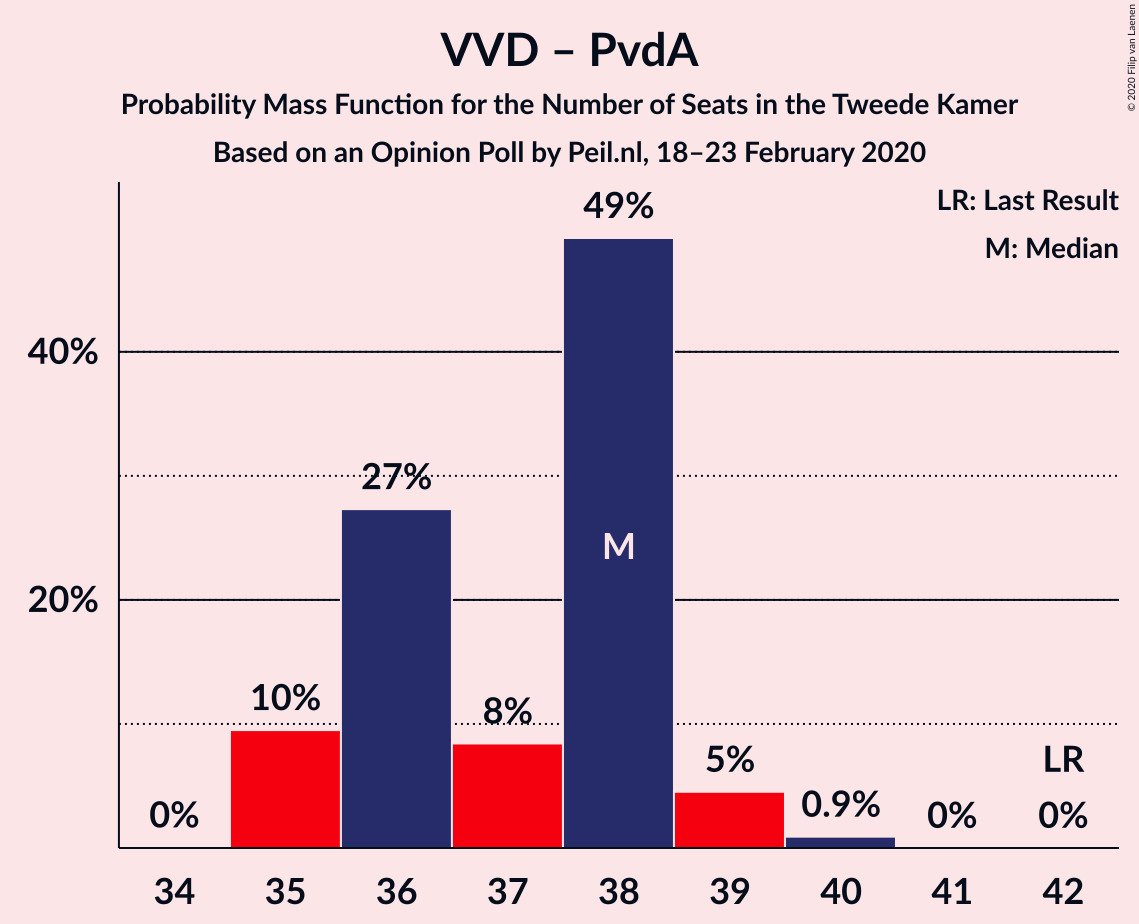 VVD – PvdA
Probability Mass Function for the Number of Seats in the Tweede Kamer
Based on an Opinion Poll by Peil.nl, 18–23 February 2020
© 2020 Filip van Laenen
LR: Last Result
M: Median
49%
40%
27%
M
20%
10%
8%
5%
LR
0%
0.9%
0%
0%
34 35 36 37 38 39 40 41 42